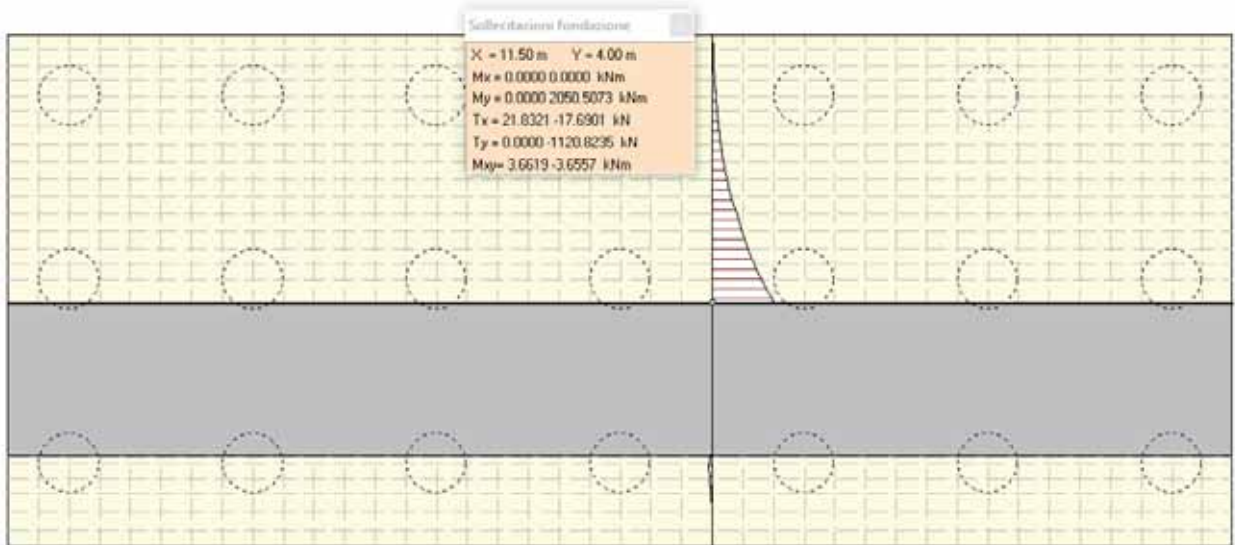 Sollecitazioni fondazione
X = 11.50 m Y = 4.00 m
Mx = 0.0000 0.0000 kNm
My = 0.0000 2050.5073 kNm
Tx = 21.8321 -17.6901 kN
Ty = 0.0000 -1120.8235 kN
Mxy= 3.6619 -3.6557 kNm